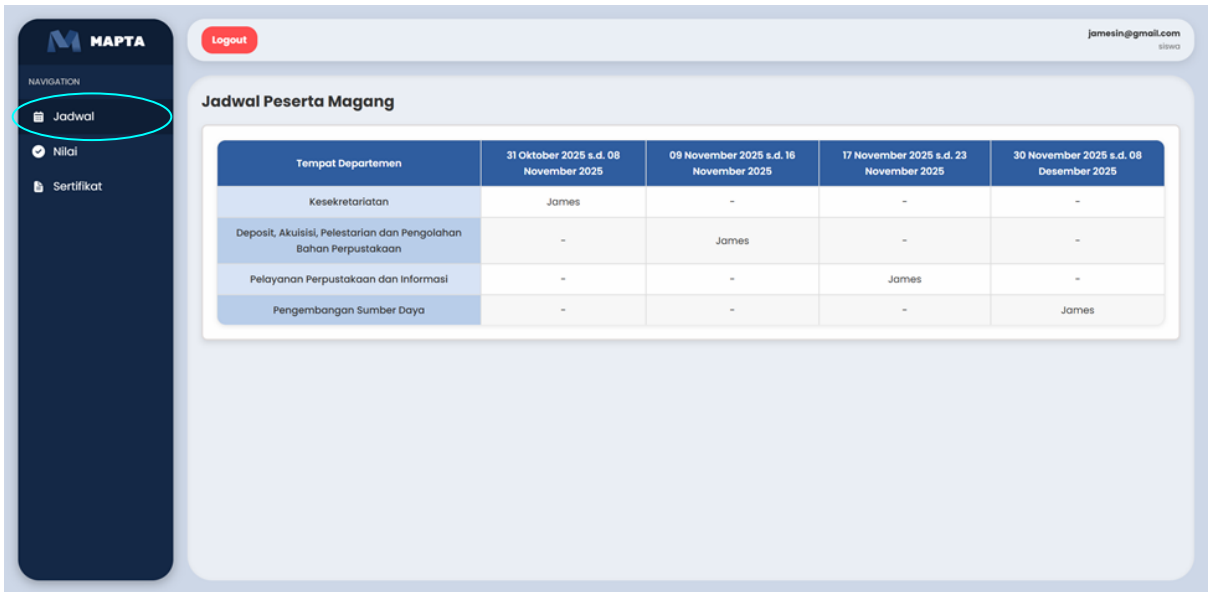 MAPTA
NAVIGATION
Jadwal
Nilai
Sertifikat
Logout
jamesin@gmail.com
siswa
Jadwal Peserta Magang
Tempat Departemen
31 Oktober 2025 s.d. 08
November 2025
09 November 2025 s.d. 16
November 2025
17 November 2025 s.d. 23
November 2025
30 November 2025 s.d. 08
Desember 2025
Kesekretariatan
James
-
-
-
Deposit, Akuisisi, Pelestarian dan Pengolahan
Bahan Perpustakaan
-
James
-
-
Pelayanan Perpustakaan dan Informasi
-
-
James
-
Pengembangan Sumber Daya
-
-
-
James